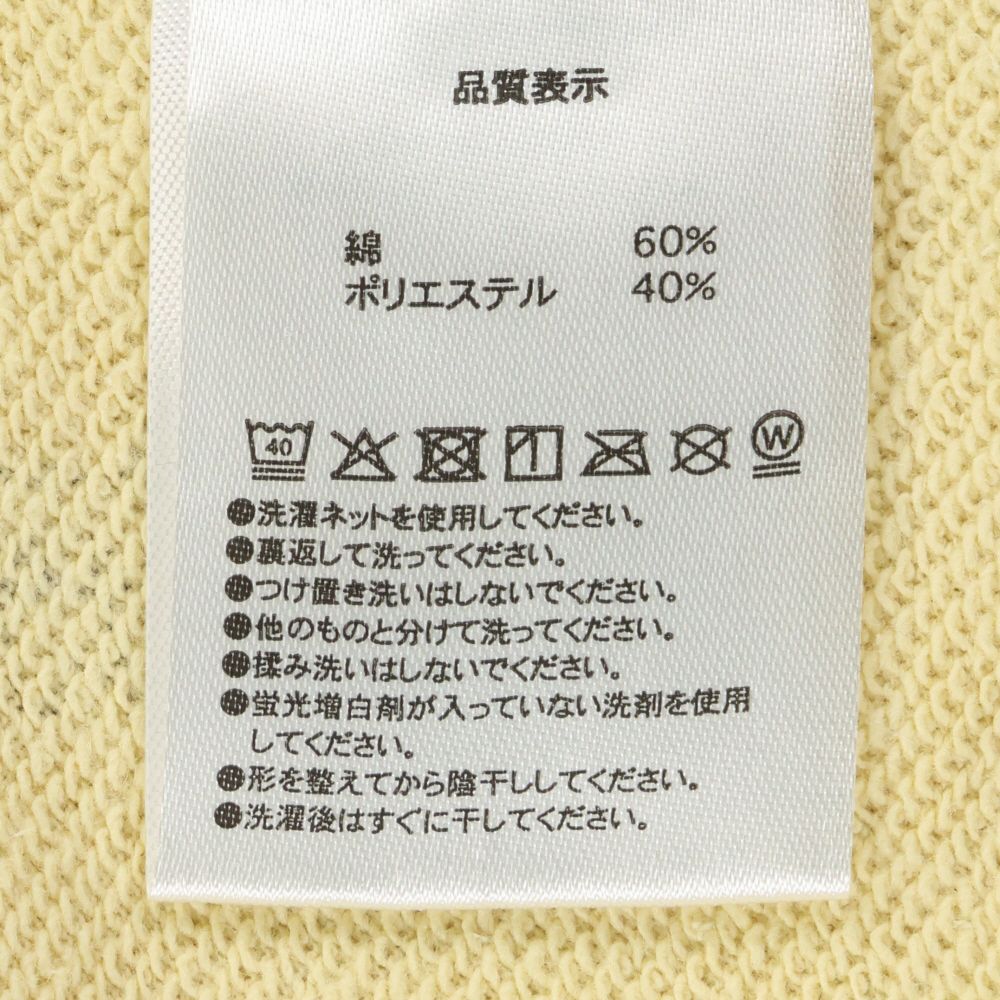 品質表示
綿 60%
ポリエステル 40%
40 W
●洗濯ネットを使用してください。
●裏返して洗ってください。
●つけ置き洗いはしないでください。
●他のものと分けて洗ってください。
●揉み洗いはしないでください。
●蛍光増白剤が入っていない洗剤を使用
してください。
●形を整えてから陰干ししてください。
●洗濯後はすぐに干してください。